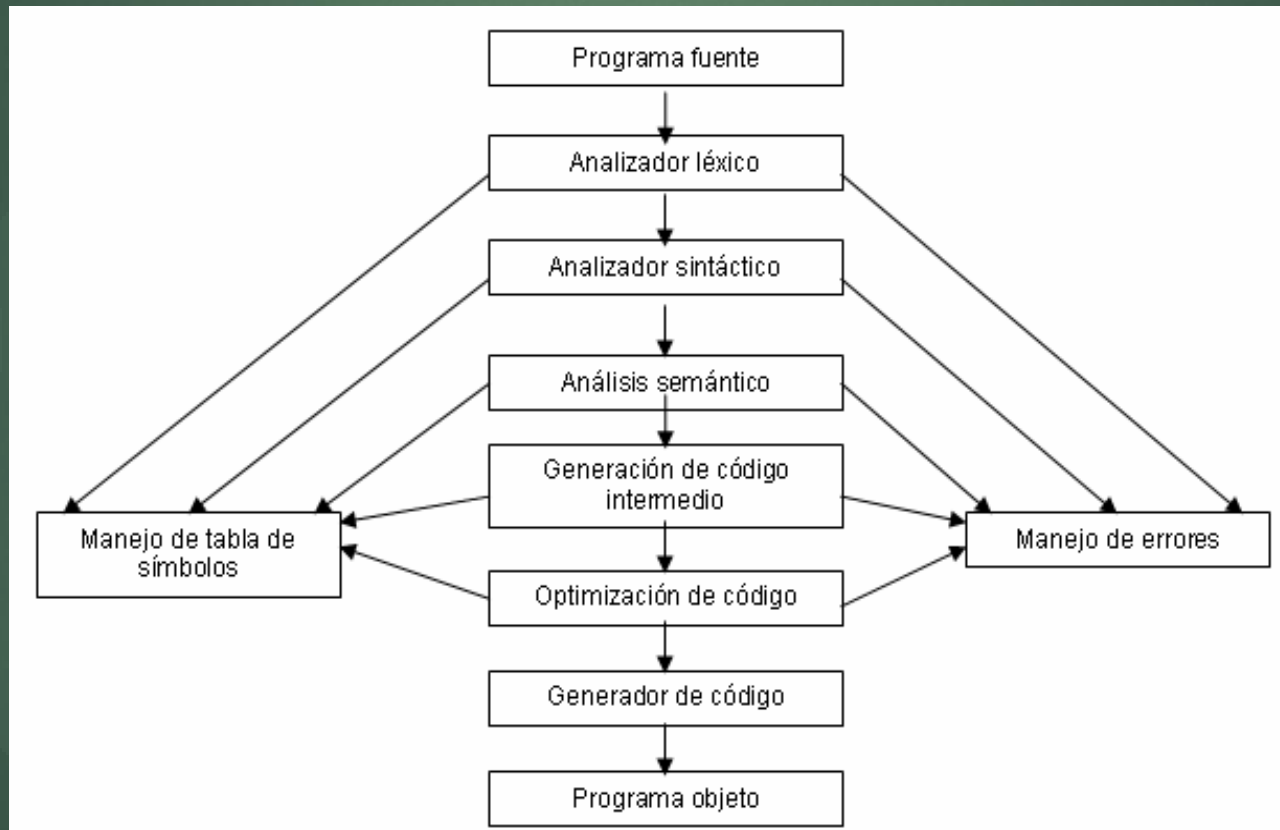 Programa fuente
Analizador léxico
Analizador sintáctico
Análisis semántico
Generación de código
intermedio
Manejo de tabla de
símbolos
Manejo de errores
Optimización de código
Generador de código
Programa objeto